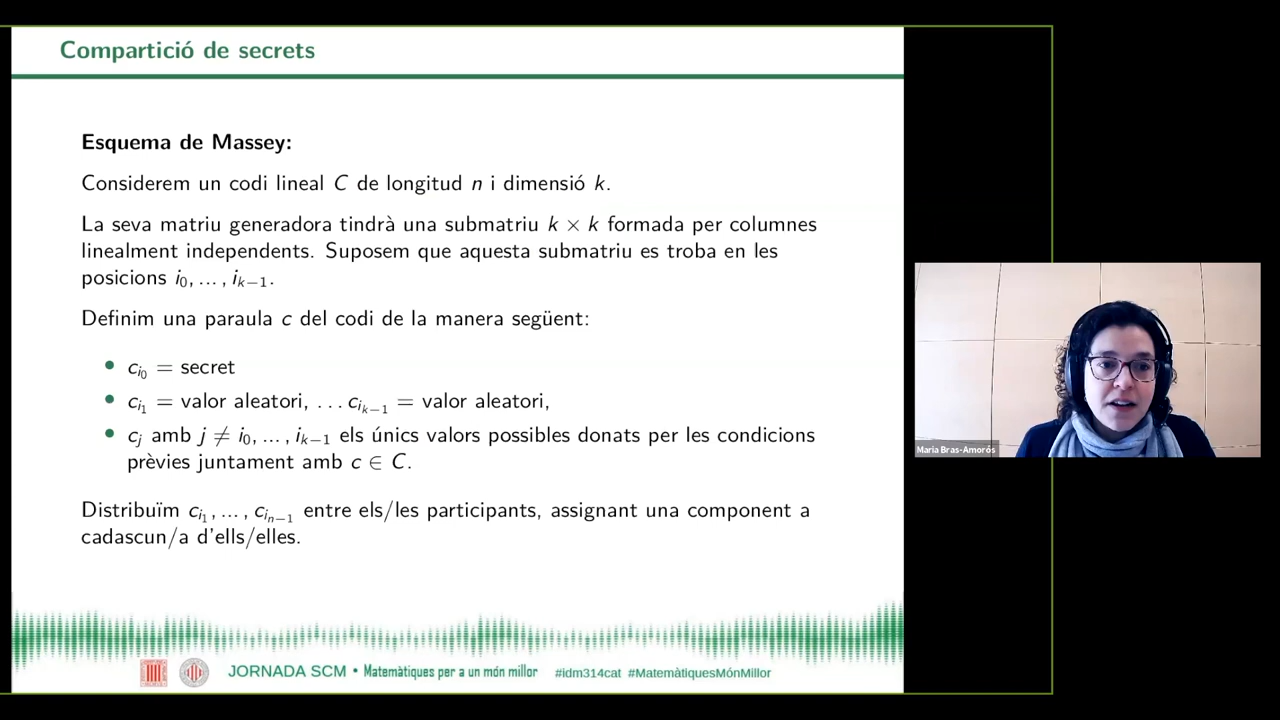 Compartició de secrets
Esquema de Massey:
Considerem un codi lineal C de longitud n i dimensió k.
La seva matriu generadora tindrà una submatriu k × k formada per columnes
linealment independents. Suposem que aquesta submatriu es troba en les
posicions i₀, … , iₖ₋₁.
Definim una paraula c del codi de la manera següent:
• c_{i₀} = secret
• c_{i₁} = valor aleatori, … c_{iₖ₋₁} = valor aleatori,
• c_j amb j ≠ i₀, … , iₖ₋₁ els únics valors possibles donats per les condicions
prèvies juntament amb c ∈ C.
Distribuïm c_{i₁}, … , c_{iₙ₋₁} entre els/les participants, assignant una component a
cadascun/a d'ells/elles.
JORNADA SCM • Matemàtiques per a un món millor #idm314cat #MatemàtiquesMónMillor
Maria Bras-Amorós